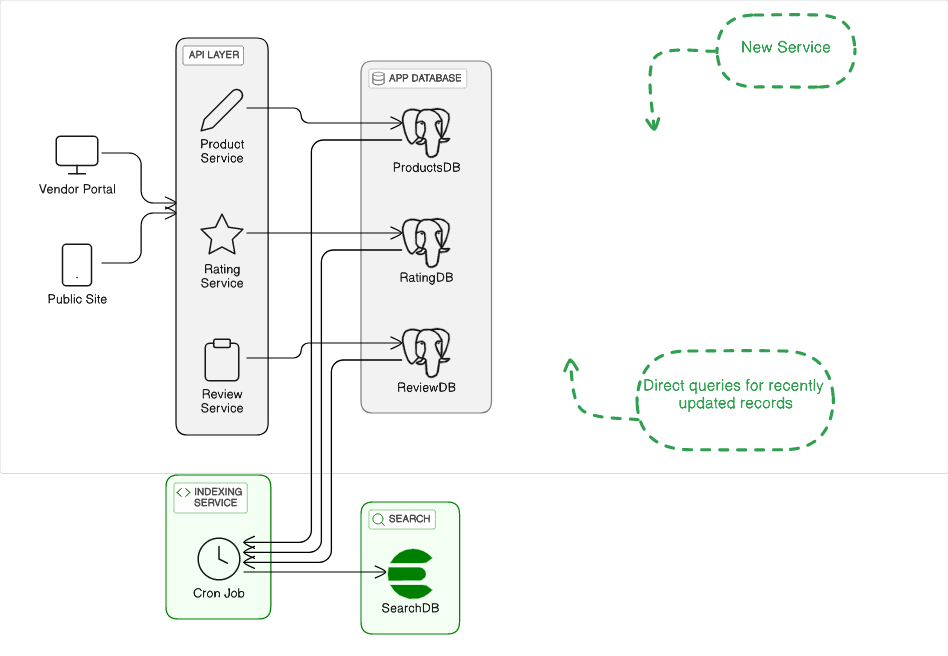 New Service
API LAYER
APP DATABASE
Product
Service
ProductsDB
Vendor Portal
Rating
Service
RatingDB
Public Site
Review
Service
ReviewDB
Direct queries for recently
updated records
INDEXING
SERVICE
SEARCH
Cron Job
SearchDB